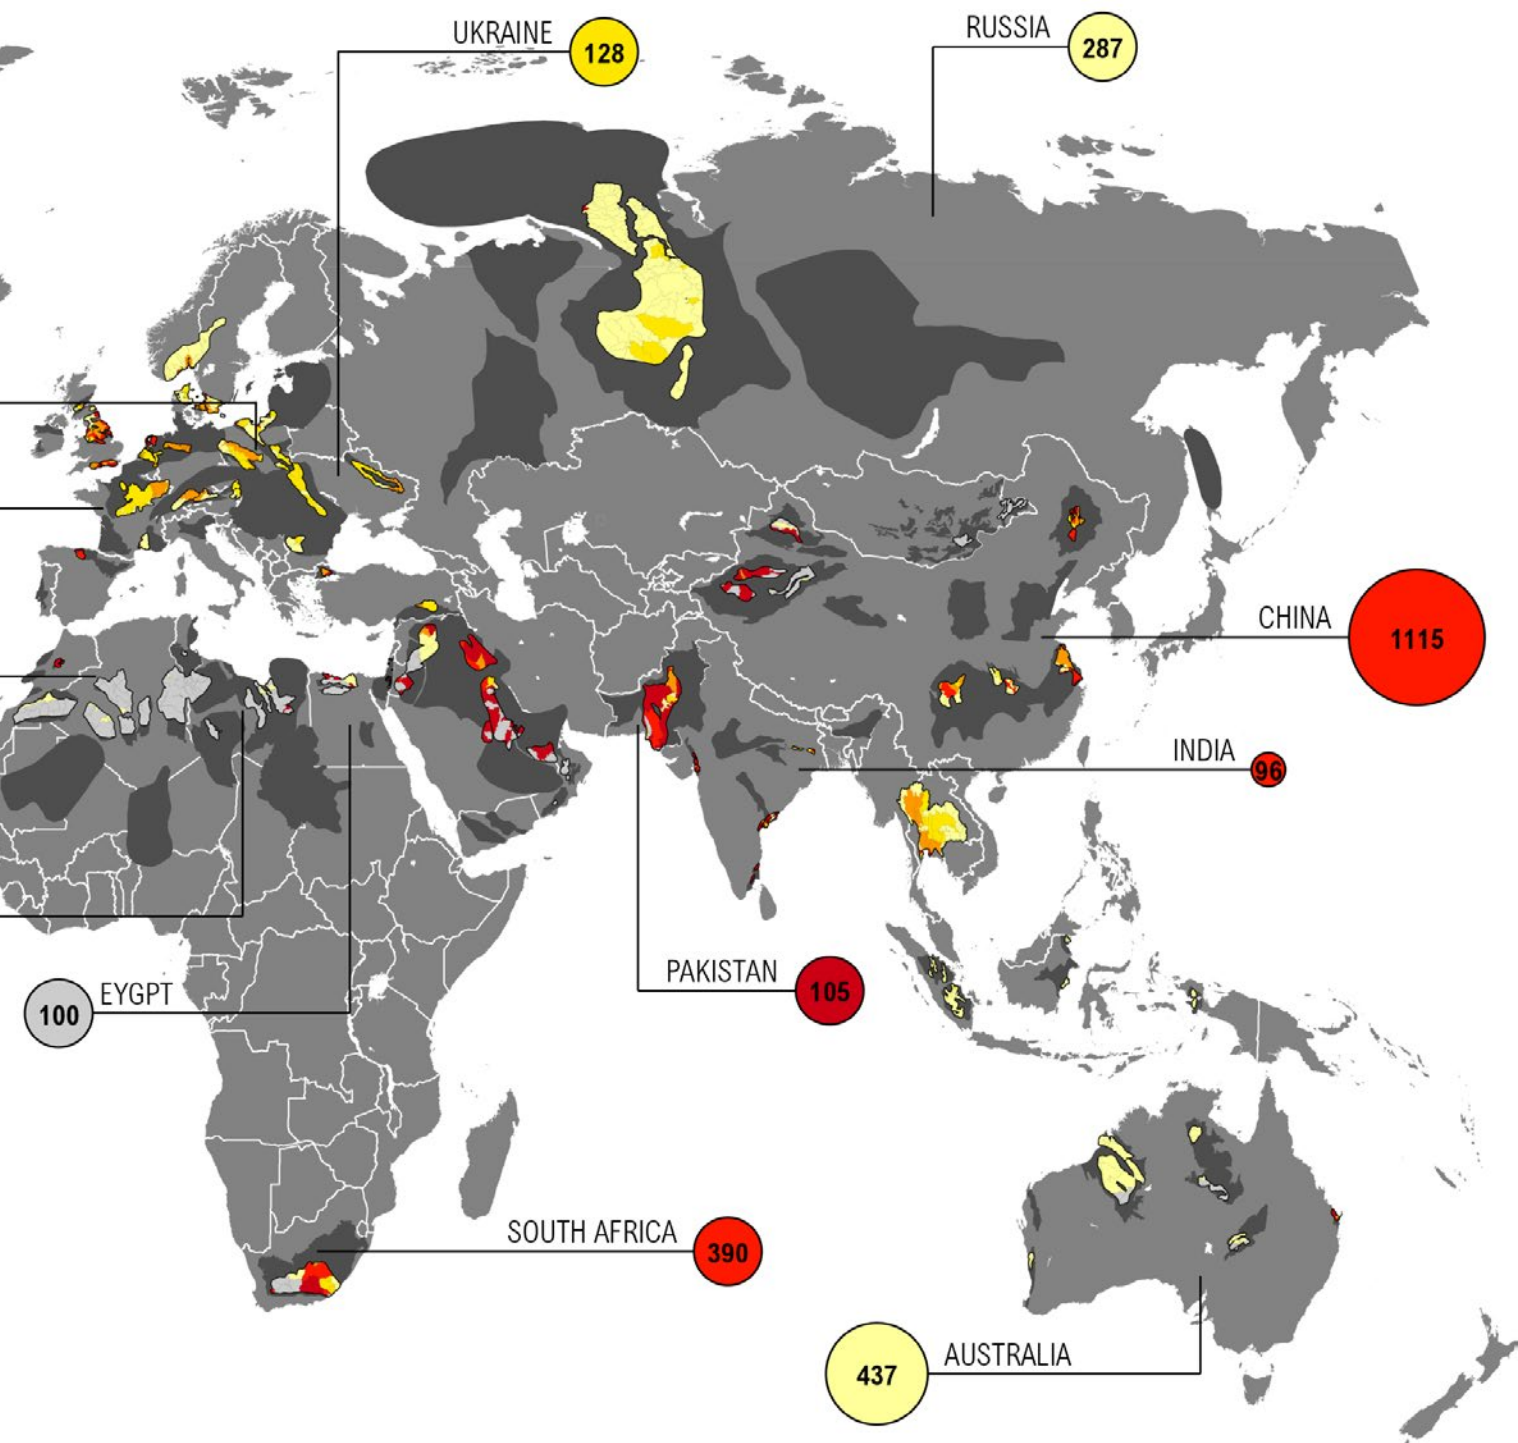 UKRAINE
128
RUSSIA
287
CHINA
1115
INDIA
96
PAKISTAN
105
EYGPT
100
SOUTH AFRICA
390
AUSTRALIA
437